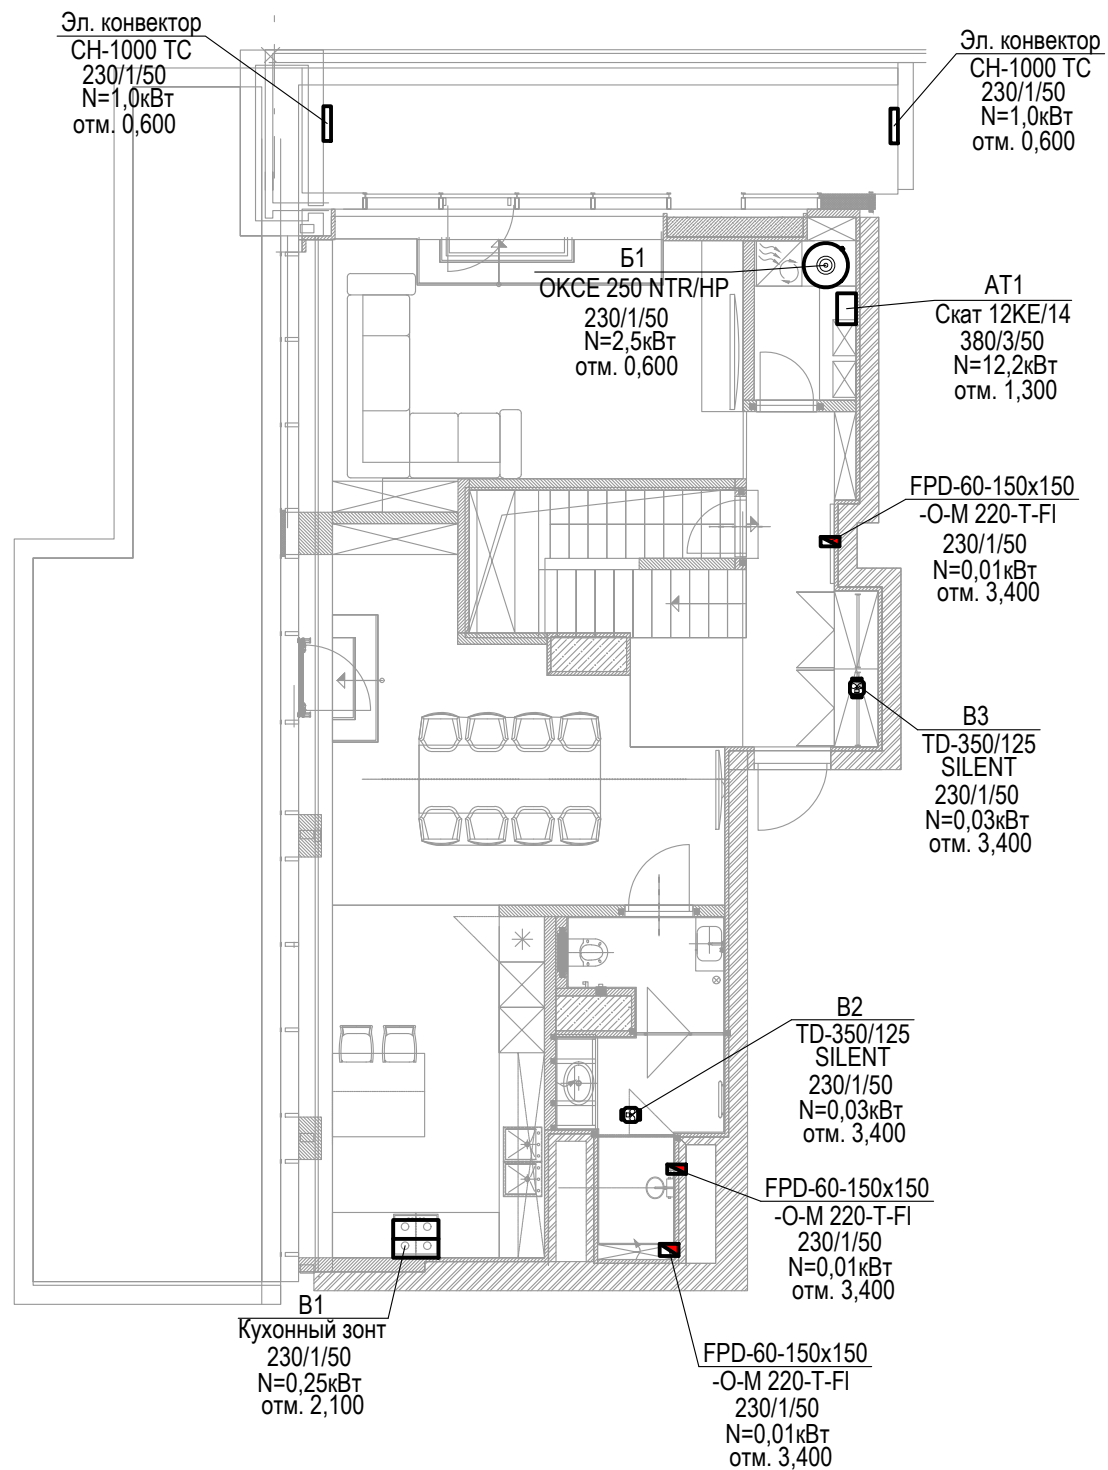 Эл. конвектор
СН-1000 ТС
230/1/50
N=1,0кВт
отм. 0,600
Эл. конвектор
СН-1000 ТС
230/1/50
N=1,0кВт
отм. 0,600
Б1
OKCE 250 NTR/HP
230/1/50
N=2,5кВт
отм. 0,600
АТ1
Скат 12КЕ/14
380/3/50
N=12,2кВт
отм. 1,300
FPD-60-150x150
-O-M 220-T-FI
230/1/50
N=0,01кВт
отм. 3,400
В3
TD-350/125
SILENT
230/1/50
N=0,03кВт
отм. 3,400
В2
TD-350/125
SILENT
230/1/50
N=0,03кВт
отм. 3,400
FPD-60-150x150
-O-M 220-T-FI
230/1/50
N=0,01кВт
отм. 3,400
В1
Кухонный зонт
230/1/50
N=0,25кВт
отм. 2,100
FPD-60-150x150
-O-M 220-T-FI
230/1/50
N=0,01кВт
отм. 3,400